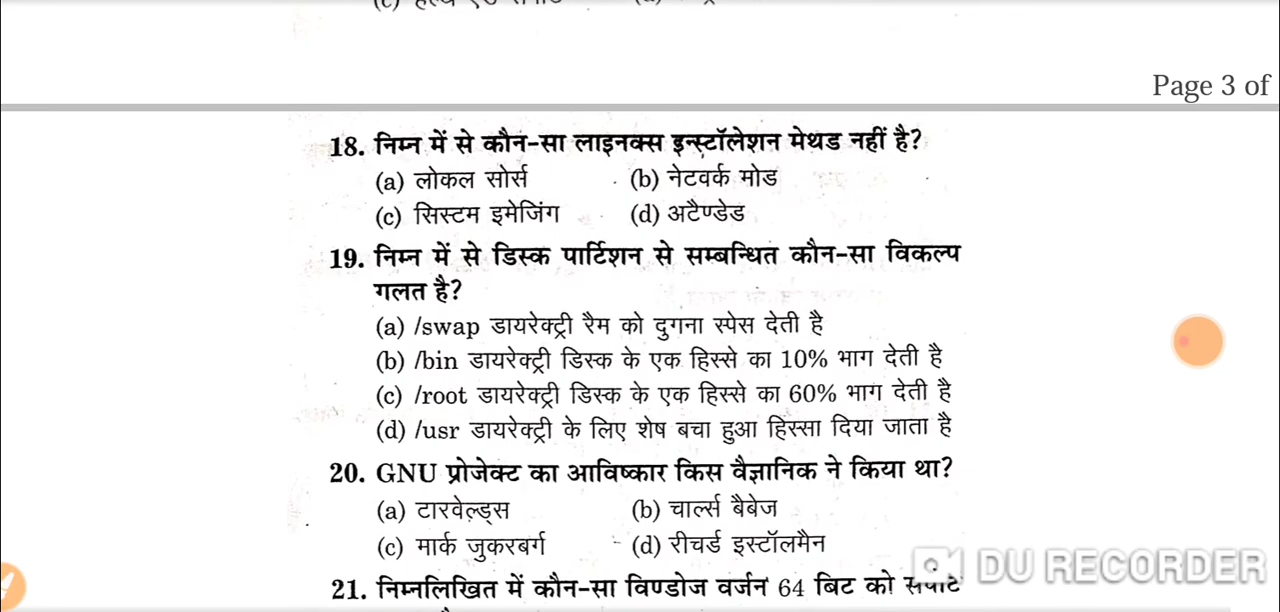 Page 3 of
18. निम्न में से कौन-सा लाइनक्स इन्स्टॉलेशन मेथड नहीं है?
(a) लोकल सोर्स (b) नेटवर्क मोड
(c) सिस्टम इमेजिंग (d) अटैण्डेड
19. निम्न में से डिस्क पार्टिशन से सम्बन्धित कौन-सा विकल्प
गलत है?
(a) /swap डायरेक्ट्री रैम को दुगना स्पेस देती है
(b) /bin डायरेक्ट्री डिस्क के एक हिस्से का 10% भाग देती है
(c) /root डायरेक्ट्री डिस्क के एक हिस्से का 60% भाग देती है
(d) /usr डायरेक्ट्री के लिए शेष बचा हुआ हिस्सा दिया जाता है
20. GNU प्रोजेक्ट का आविष्कार किस वैज्ञानिक ने किया था?
(a) टारवेल्ड्स (b) चार्ल्स बैबेज
(c) मार्क जुकरबर्ग (d) रीचर्ड इस्टॉलमैन
21. निम्नलिखित में कौन-सा विण्डोज वर्जन 64 बिट को
DU RECORDER